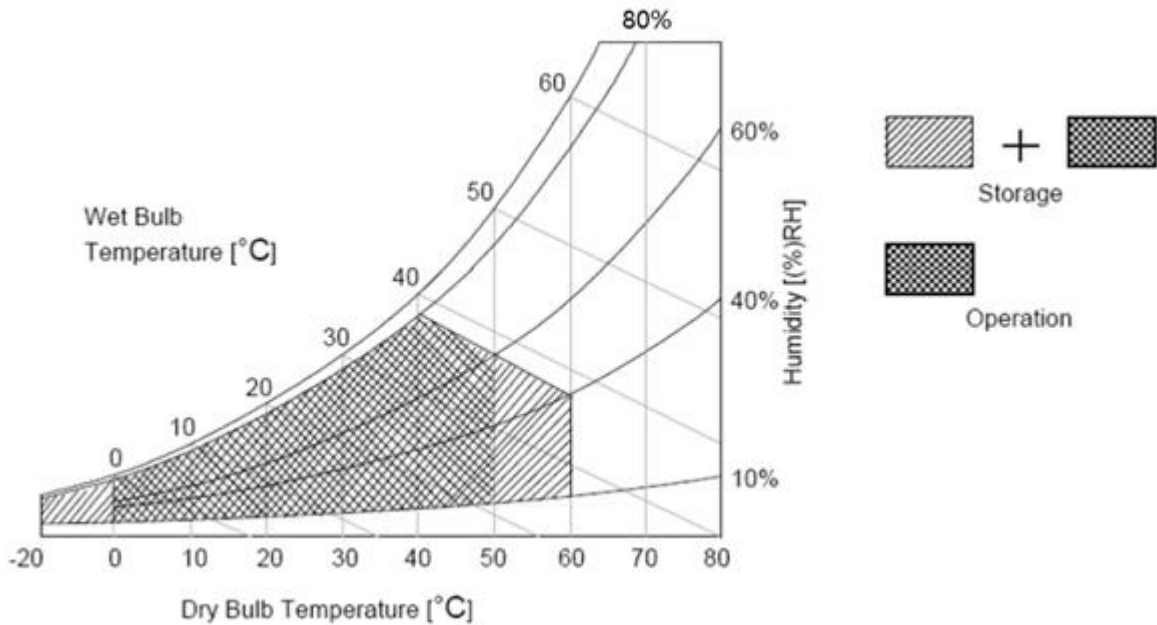 80%
60
60%
50
Wet Bulb
Temperature [°C]
40
40%
30
20
10
0
10%
Humidity [(%)RH]
-20 0 10 20 30 40 50 60 70 80
Dry Bulb Temperature [°C]
+
Storage
Operation